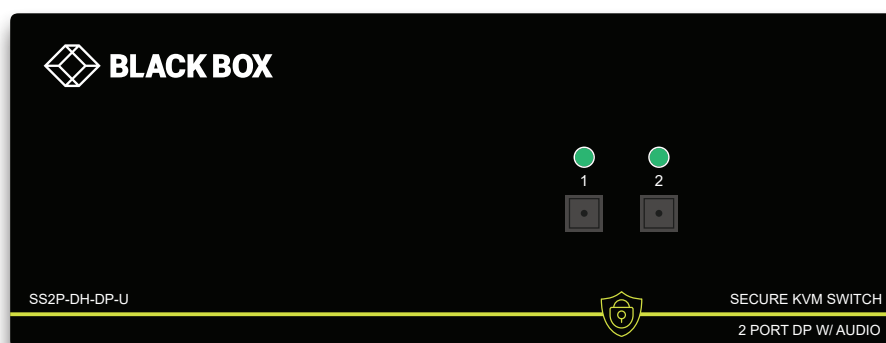 BLACK BOX
1 2
SS2P-DH-DP-U
SECURE KVM SWITCH
2 PORT DP W/ AUDIO